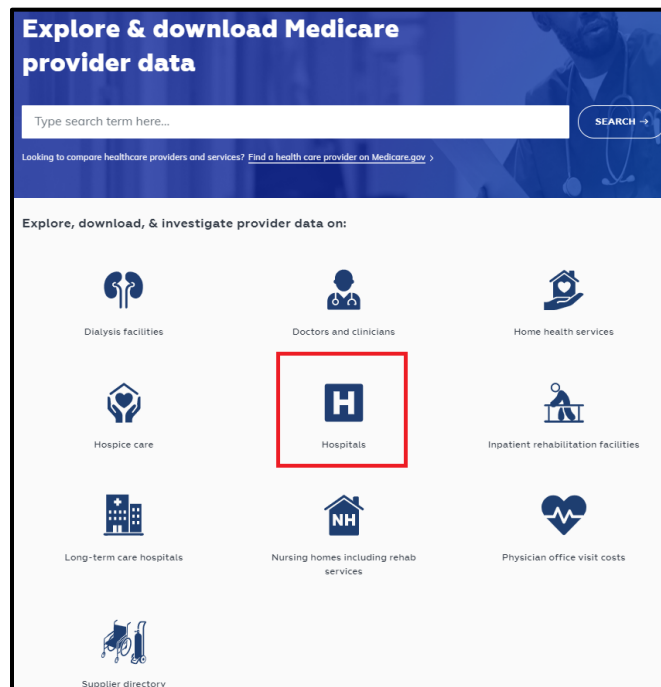 Explore & download Medicare
provider data
Type search term here...
SEARCH →
Looking to compare healthcare providers and services? Find a health care provider on Medicare.gov >
Explore, download, & investigate provider data on:
Dialysis facilities
Doctors and clinicians
Home health services
H
Hospice care
Hospitals
Inpatient rehabilitation facilities
NH
Long-term care hospitals
Nursing homes including rehab
services
Physician office visit costs
Supplier directory